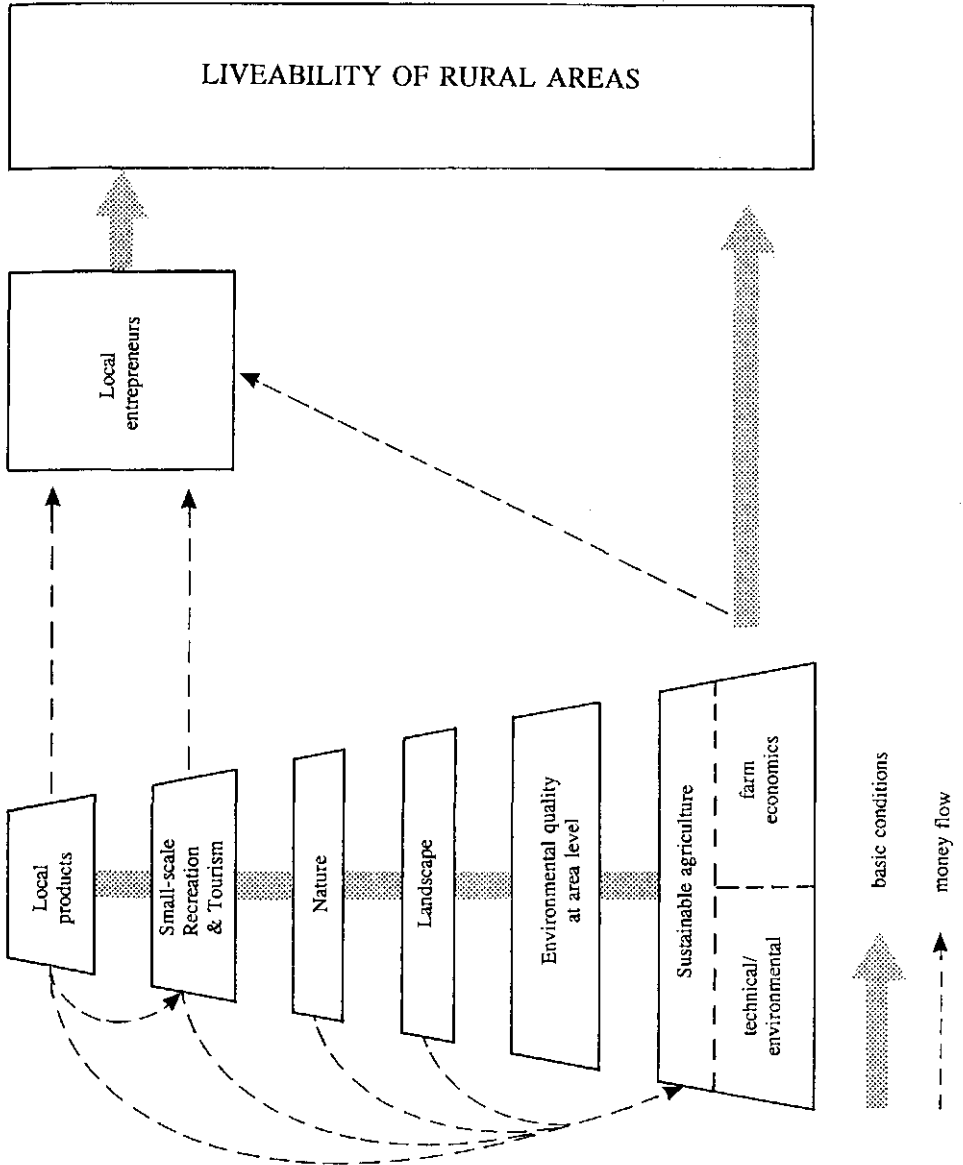 LIVEABILITY OF RURAL AREAS
Local
entrepreneurs
Local
products
Small-scale
Recreation
& Tourism
Nature
Landscape
Environmental quality
at area level
Sustainable agriculture
technical/
environmental
farm
economics
basic conditions
money flow